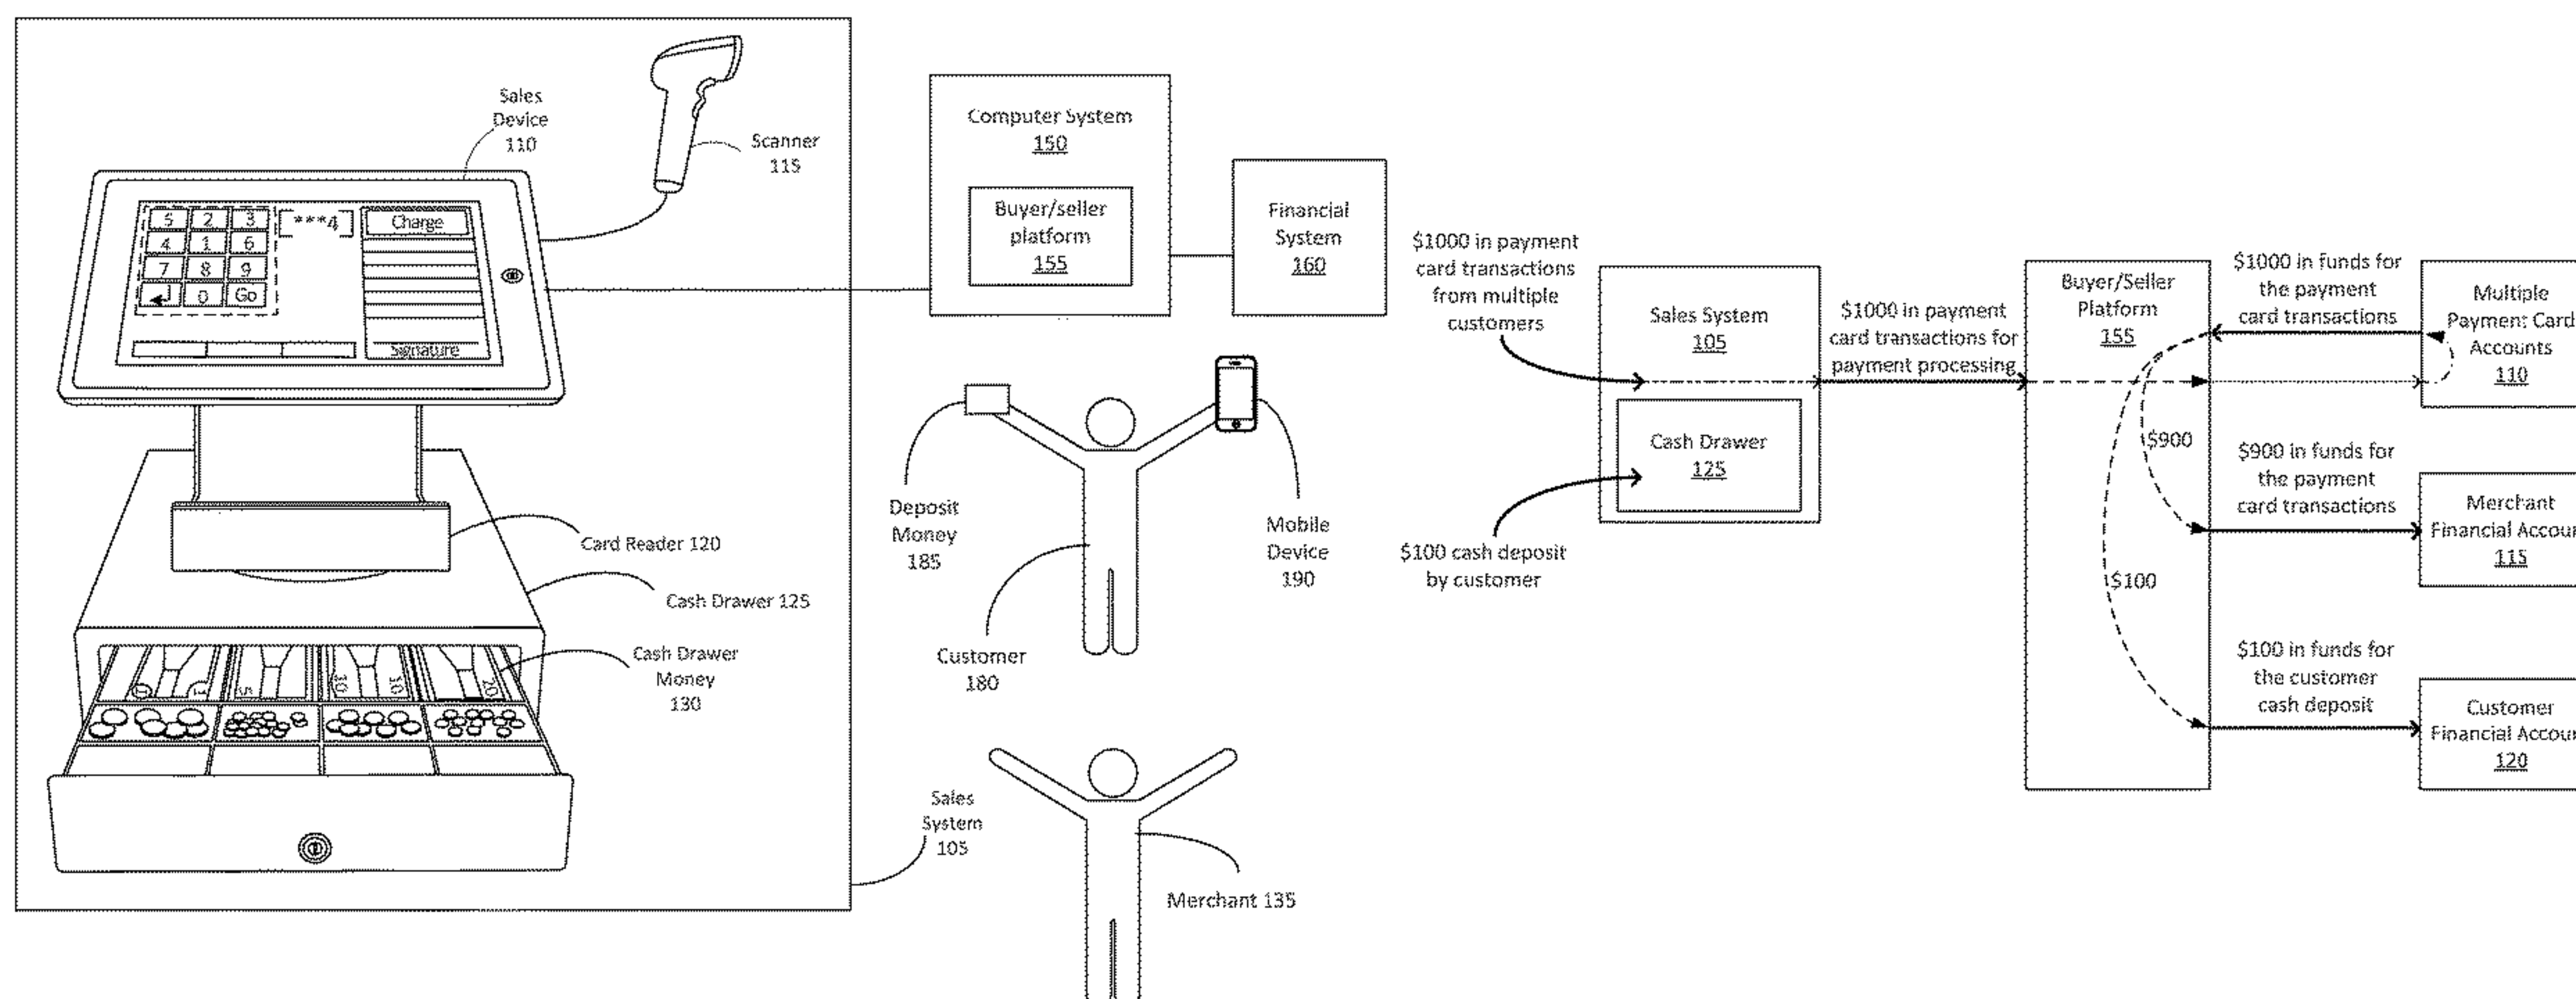 Sales
Device
110
Scanner
115
5 2 3
4 1 6
7 8 9
0 Go
***4
Charge
Signature
Card Reader 120
Cash Drawer 125
Cash Drawer
Money
130
Sales
System
105
Computer System
150
Buyer/seller
platform
155
Financial
System
160
Deposit
Money
185
Mobile
Device
190
Customer
180
Merchant 135
$1000 in payment
card transactions
from multiple
customers
Sales System
105
Cash Drawer
125
$100 cash deposit
by customer
$1000 in payment
card transactions for
payment processing
Buyer/Seller
Platform
155
$900
$100
$1000 in funds for
the payment
card transactions
$900 in funds for
the payment
card transactions
$100 in funds for
the customer
cash deposit
Multiple
Payment Card
Accounts
110
Merchant
Financial Accou
115
Customer
Financial Accou
120